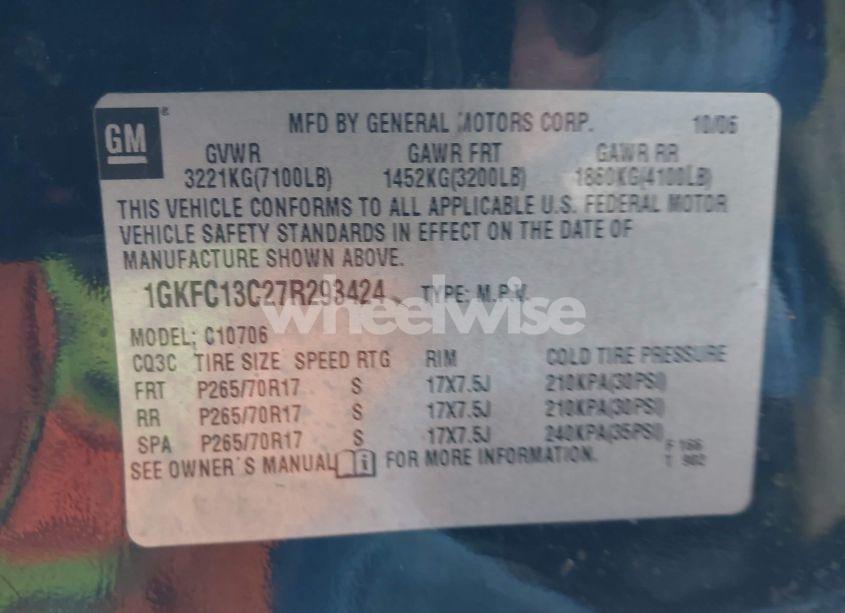 GM ® MFD BY GENERAL MOTORS CORP. 10/06
GVWR GAWR FRT GAWR RR
3221KG(7100LB) 1452KG(3200LB) 1860KG(4100LB)
THIS VEHICLE CONFORMS TO ALL APPLICABLE U.S. FEDERAL MOTOR
VEHICLE SAFETY STANDARDS IN EFFECT ON THE DATE OF
MANUFACTURE SHOWN ABOVE.
1GKFC13C27R293424 TYPE: M.P.V.
wheelwise
MODEL: C10706
CQ3C TIRE SIZE SPEED RTG RIM COLD TIRE PRESSURE
FRT P265/70R17 S 17X7.5J 210KPA(30PSI)
RR P265/70R17 S 17X7.5J 210KPA(30PSI)
SPA P265/70R17 S 17X7.5J 240KPA(35PSI)
SEE OWNER'S MANUAL i FOR MORE INFORMATION.
F 166
T 902